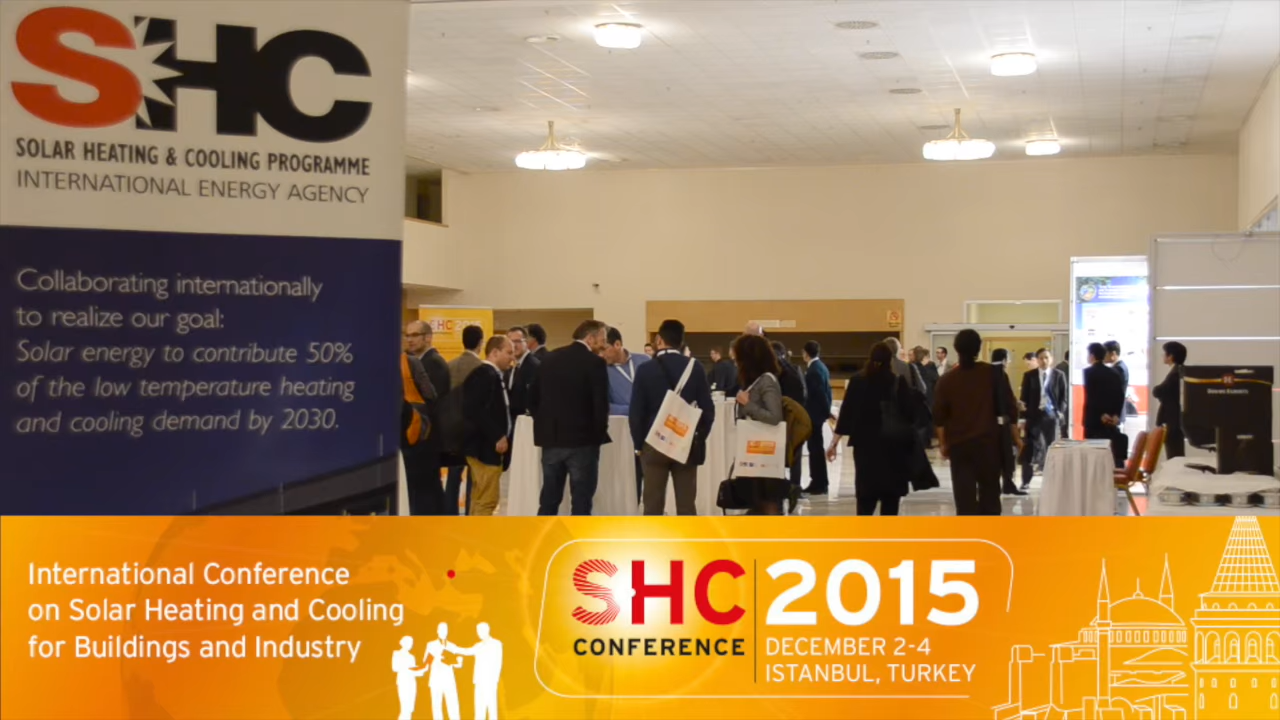 SHC
SOLAR HEATING & COOLING PROGRAMME
INTERNATIONAL ENERGY AGENCY
Collaborating internationally
to realize our goal:
Solar energy to contribute 50%
of the low temperature heating
and cooling demand by 2030.
SHC 2015
International Conference
on Solar Heating and Cooling
for Buildings and Industry
SHC
CONFERENCE
2015
DECEMBER 2-4
ISTANBUL, TURKEY